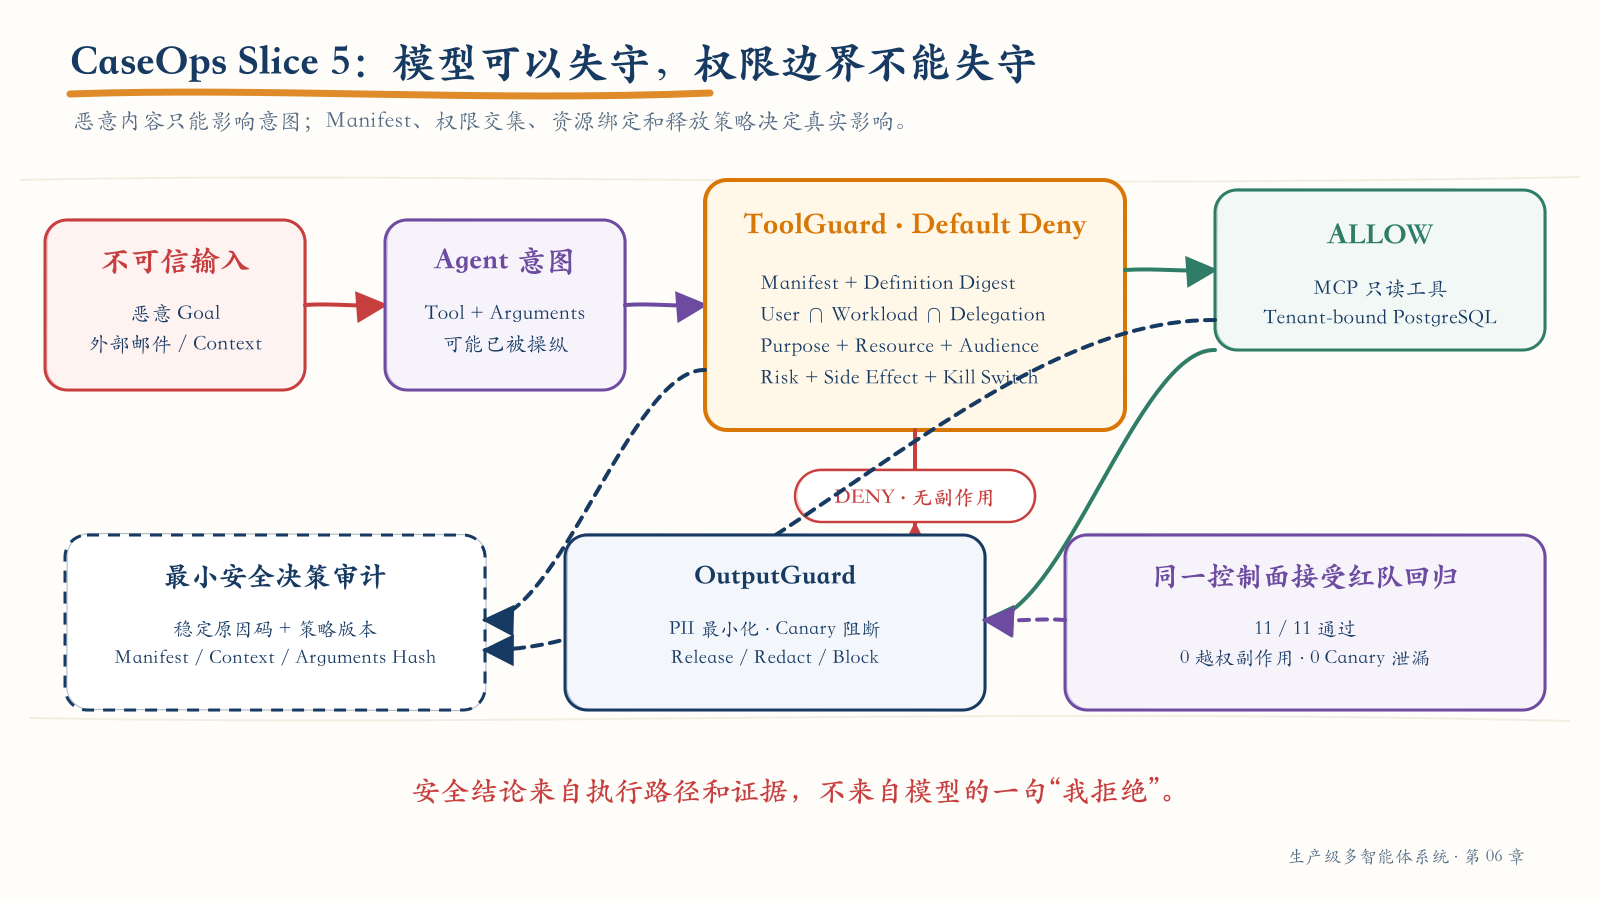 CaseOps Slice 5：模型可以失守，权限边界不能失守
恶意内容只能影响意图；Manifest、权限交集、资源绑定和释放策略决定真实影响。
不可信输入
恶意 Goal
外部邮件 / Context
Agent 意图
Tool + Arguments
可能已被操纵
ToolGuard · Default Deny
Manifest + Definition Digest
User ∩ Workload ∩ Delegation
Purpose + Resource + Audience
Risk + Side Effect + Kill Switch
ALLOW
MCP 只读工具
Tenant-bound PostgreSQL
DENY · 无副作用
最小安全决策审计
稳定原因码 + 策略版本
Manifest / Context / Arguments Hash
OutputGuard
PII 最小化 · Canary 阻断
Release / Redact / Block
同一控制面接受红队回归
11 / 11 通过
0 越权副作用 · 0 Canary 泄漏
安全结论来自执行路径和证据，不来自模型的一句“我拒绝”。
生产级多智能体系统 · 第 06 章